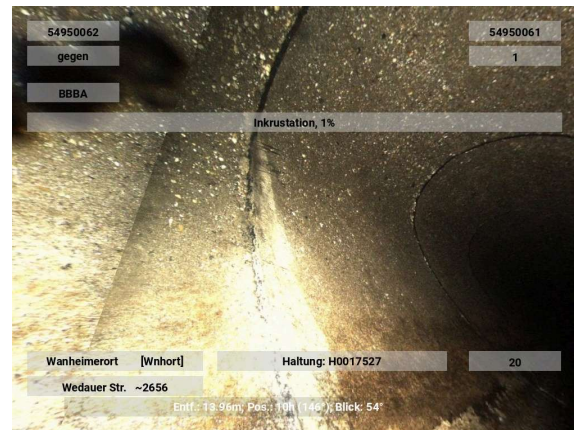 54950062
54950061
gegen
1
BBBA
Inkrustation, 1%
Wanheimerort [Wnhort]
Haltung: H0017527
20
Wedauer Str. ~2656
Entf.: 13.96m; Pos.: 10h (146°); Blick: 54°